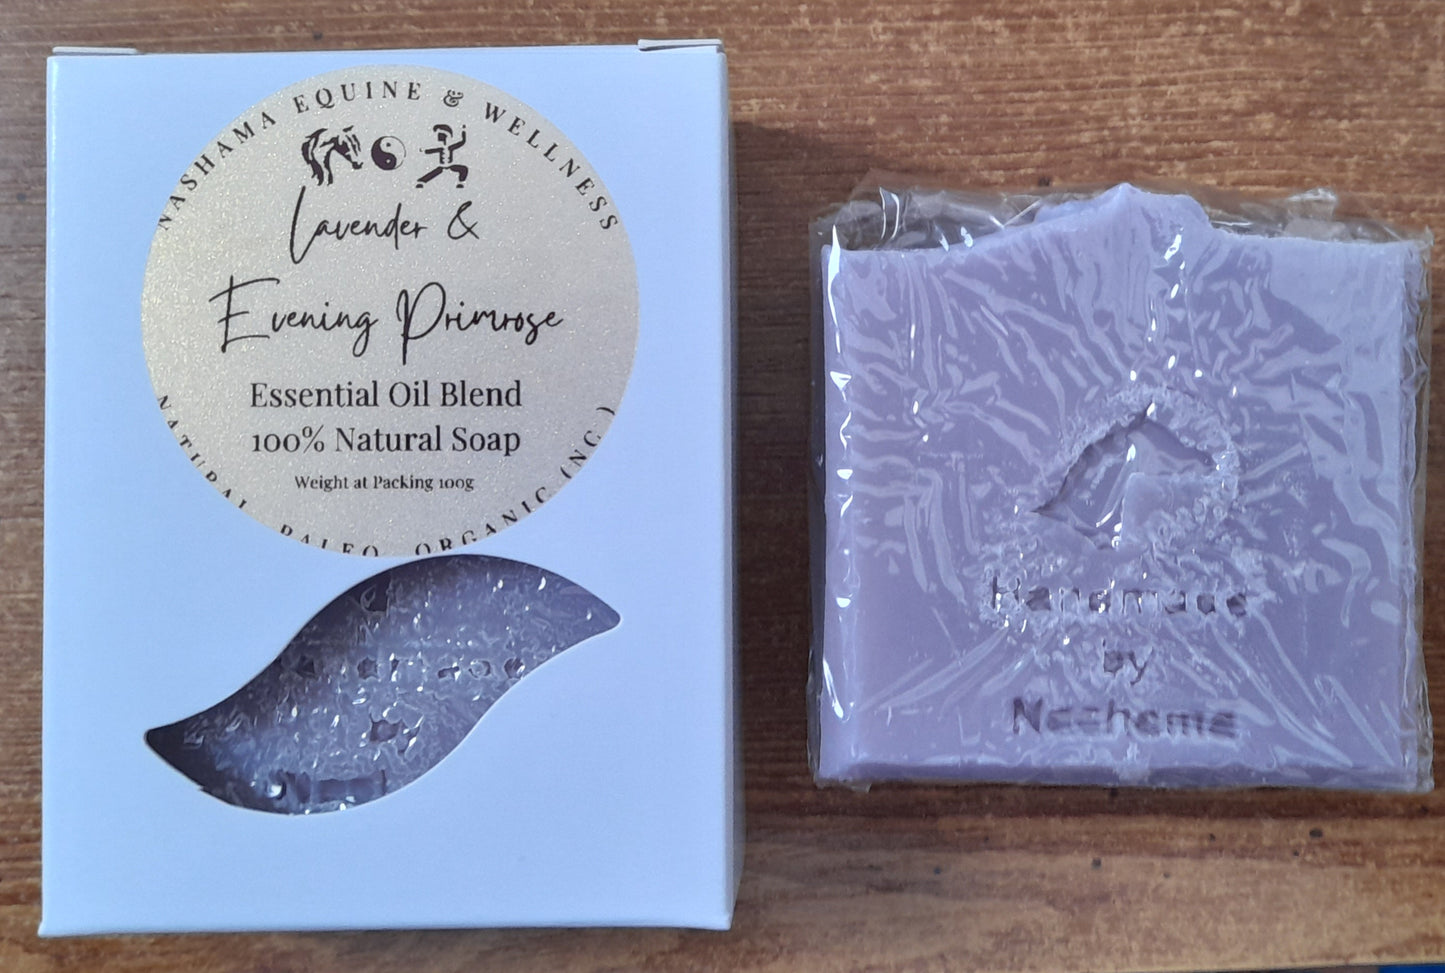 NASHAMA EQUINE & WELLNESS
Lavender &
Evening Primrose
Essential Oil Blend
100% Natural Soap
Weight at Packing 100g
NATURAL PALEO ORGANIC (NC)
by
Handmade
by
Nashama